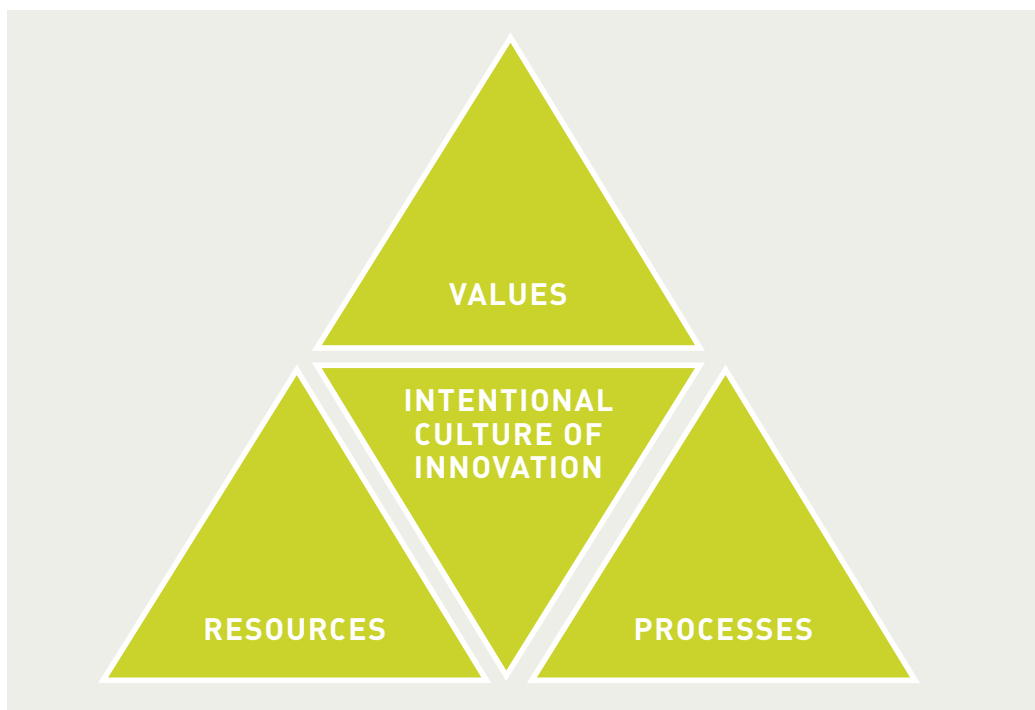 VALUES
INTENTIONAL
CULTURE OF
INNOVATION
RESOURCES
PROCESSES